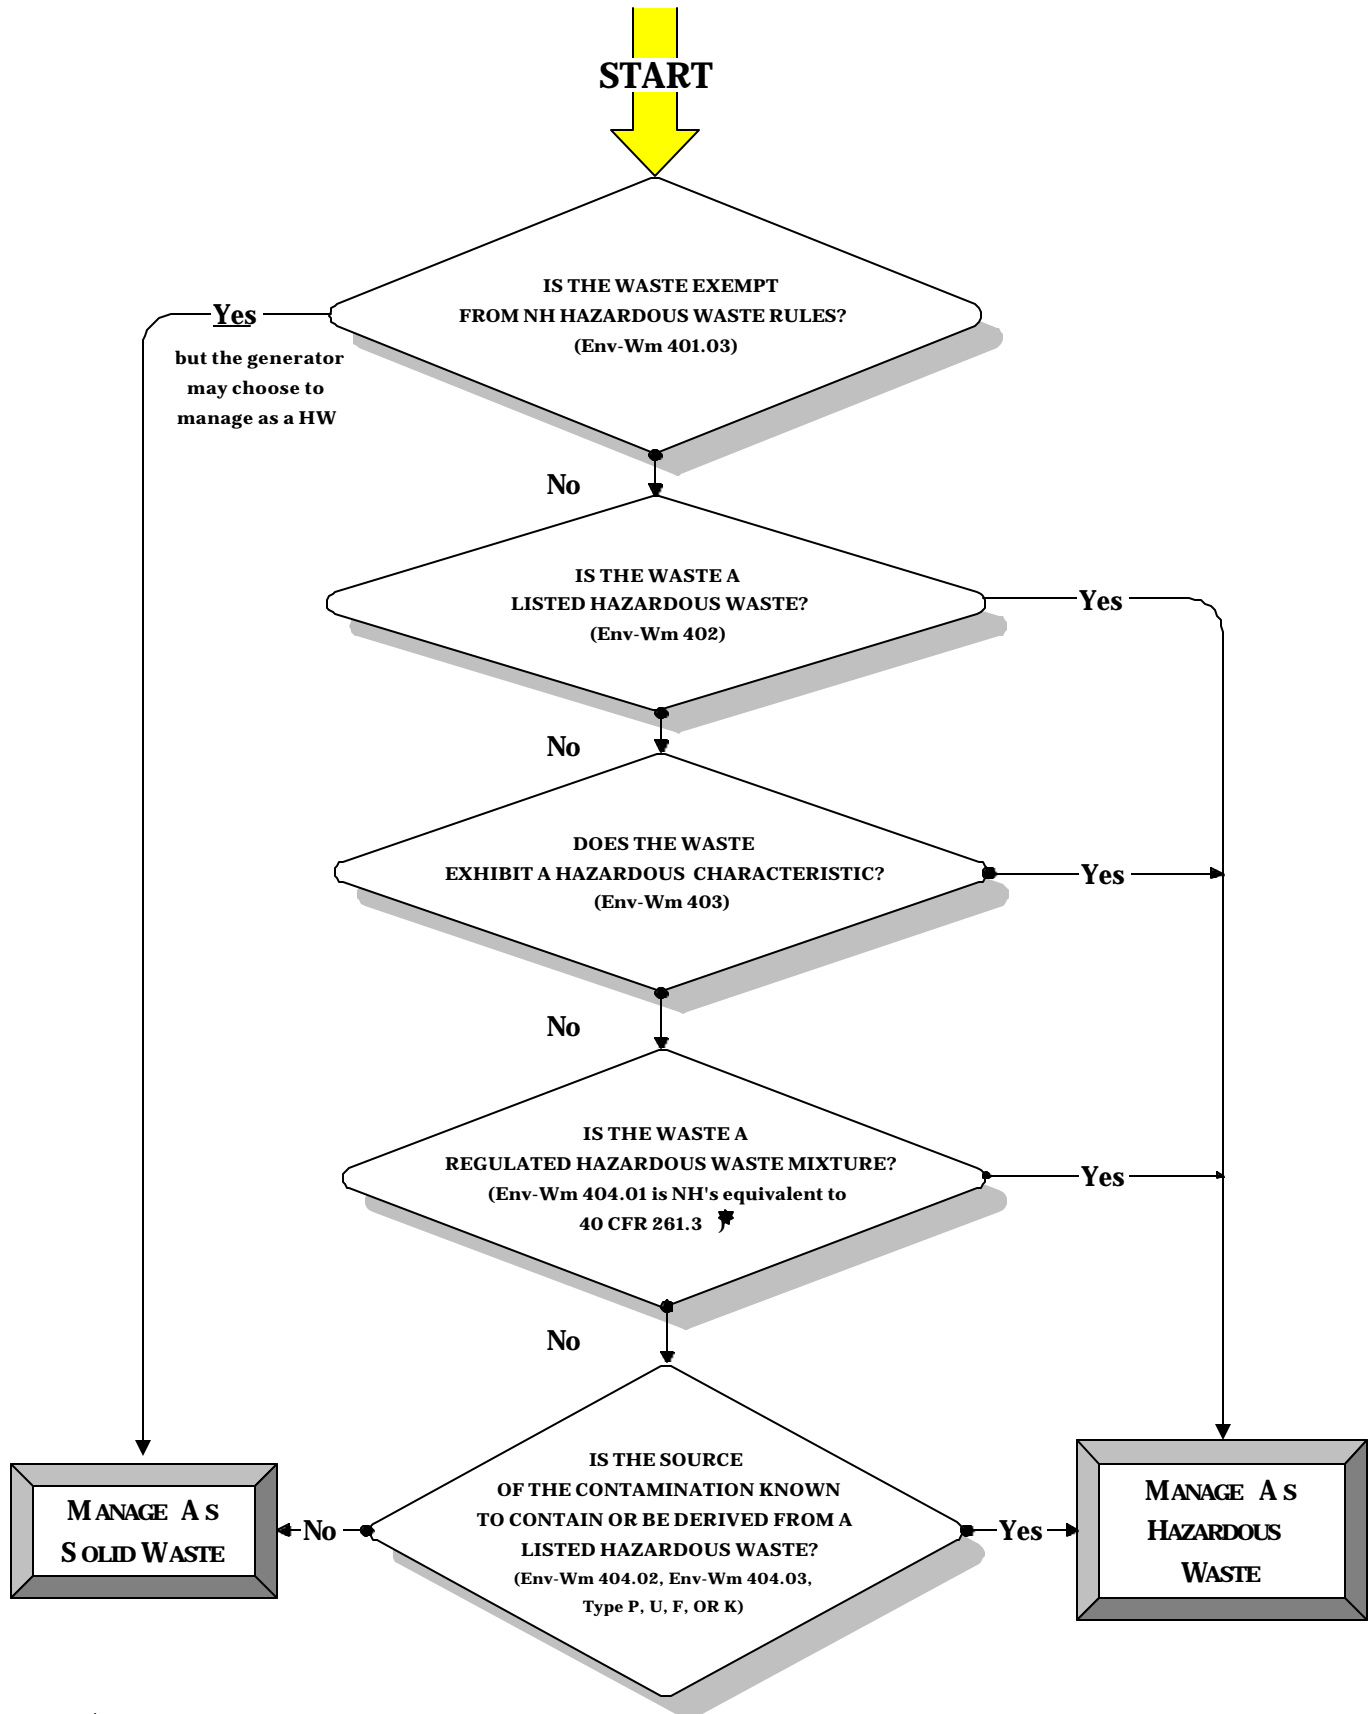 START
IS THE WASTE EXEMPT
FROM NH HAZARDOUS WASTE RULES?
(Env-Wm 401.03)
Yes
but the generator
may choose to
manage as a HW
No
IS THE WASTE A
LISTED HAZARDOUS WASTE?
(Env-Wm 402)
Yes
No
DOES THE WASTE
EXHIBIT A HAZARDOUS CHARACTERISTIC?
(Env-Wm 403)
Yes
No
IS THE WASTE A
REGULATED HAZARDOUS WASTE MIXTURE?
(Env-Wm 404.01 is NH's equivalent to
40 CFR 261.3 )*
Yes
No
IS THE SOURCE
OF THE CONTAMINATION KNOWN
TO CONTAIN OR BE DERIVED FROM A
LISTED HAZARDOUS WASTE?
(Env-Wm 404.02, Env-Wm 404.03,
Type P, U, F, OR K)
No
Yes
MANAGE AS
SOLID WASTE
MANAGE AS
HAZARDOUS
WASTE